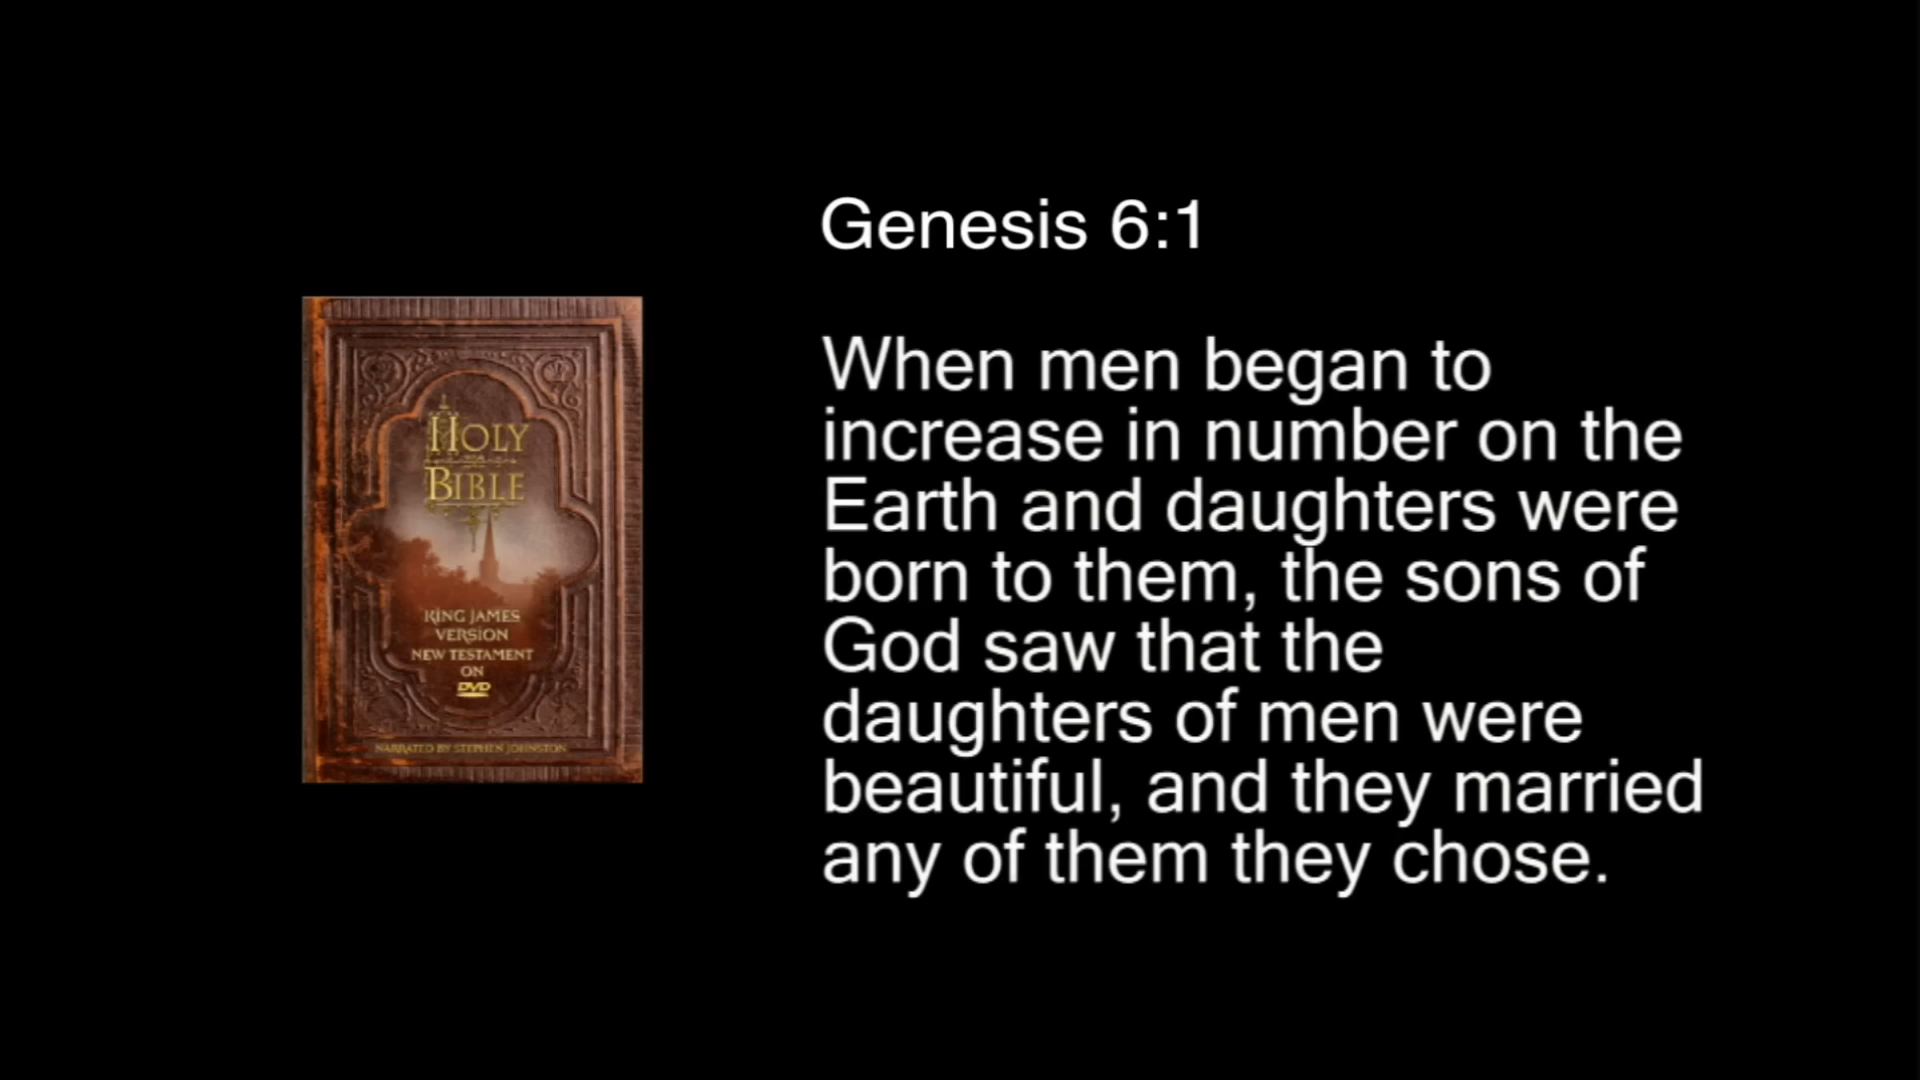 Genesis 6:1
When men began to
increase in number on the
Earth and daughters were
born to them, the sons of
God saw that the
daughters of men were
beautiful, and they married
any of them they chose.
HOLY
BIBLE
KING JAMES
VERSION
NEW TESTAMENT
ON
DVD
NARRATED BY STEPHEN JOHNSTON